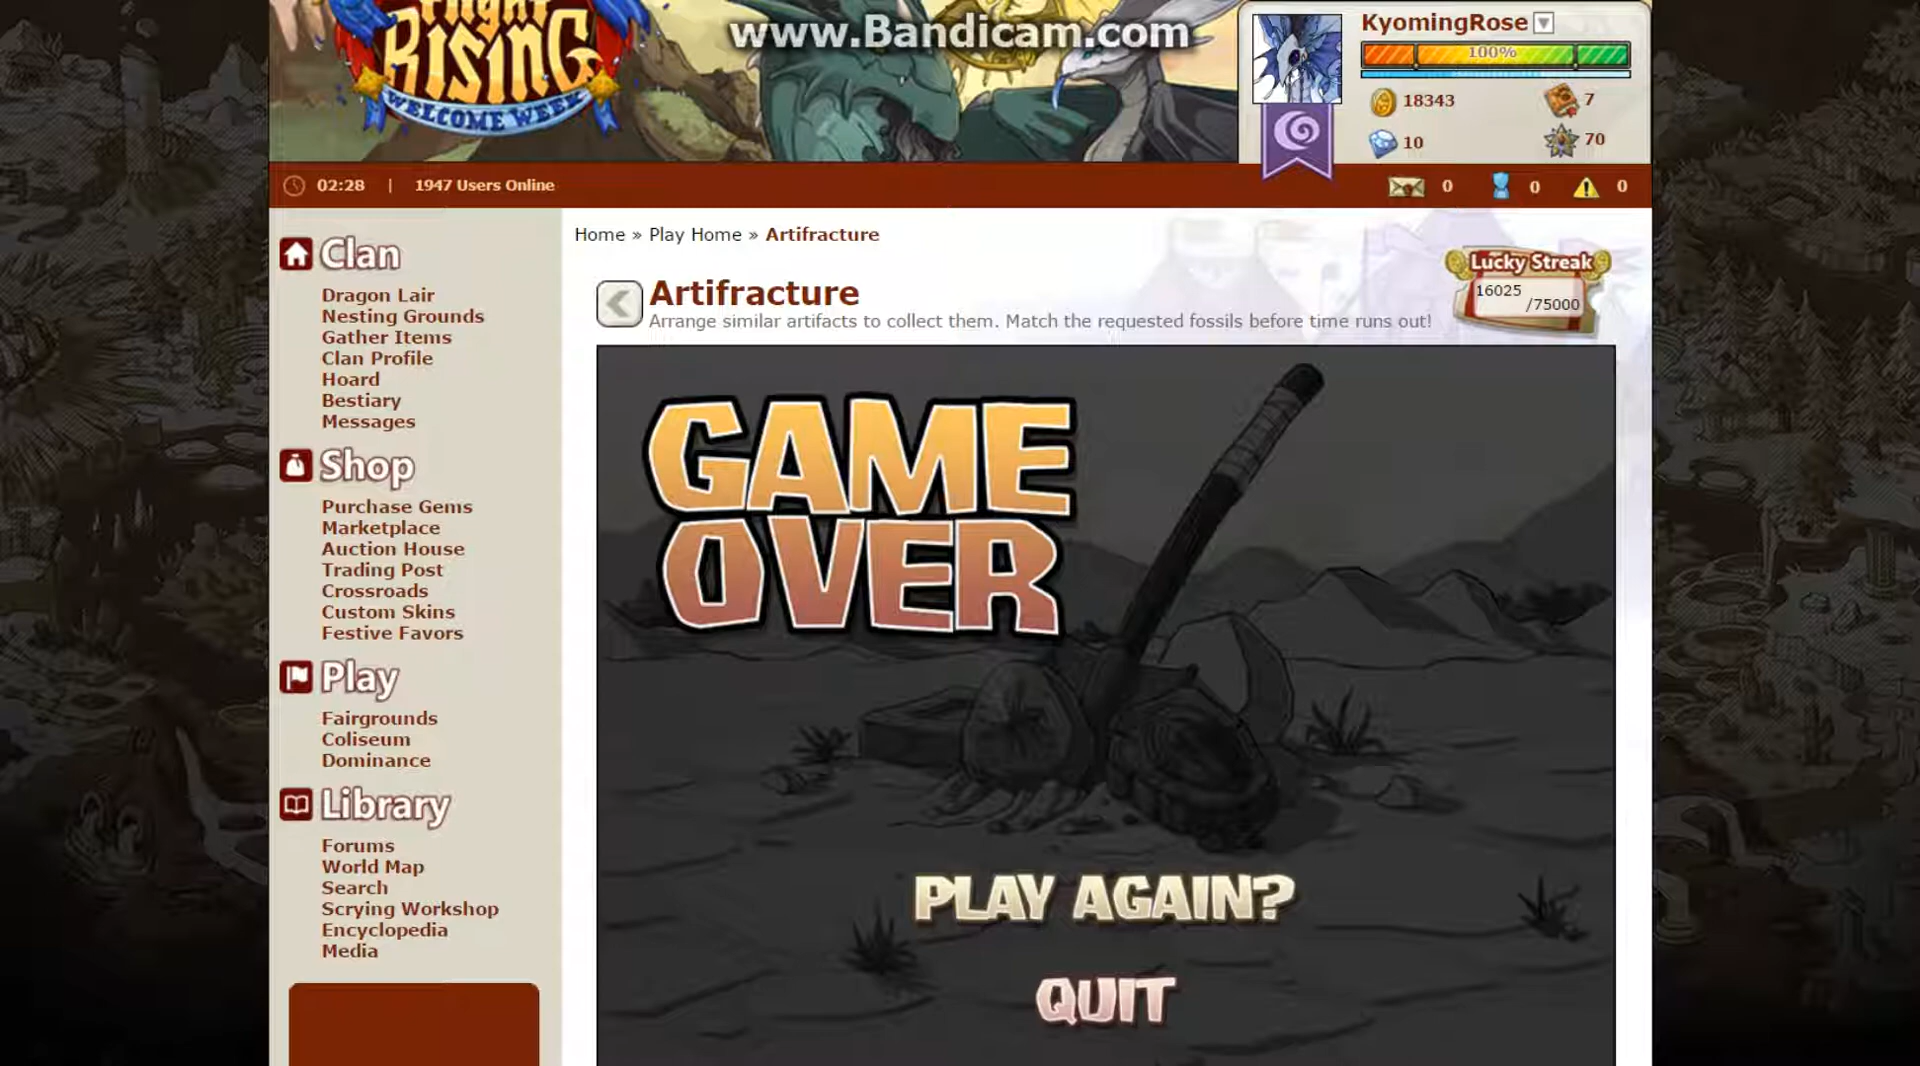 www.Bandicam.com
Flight
RISING
WELCOME WEEK
KyomingRose
100%
18343
7
10
70
02:28 | 1947 Users Online
0
0
0
Clan
Dragon Lair
Nesting Grounds
Gather Items
Clan Profile
Hoard
Bestiary
Messages
Shop
Purchase Gems
Marketplace
Auction House
Trading Post
Crossroads
Custom Skins
Festive Favors
Play
Fairgrounds
Coliseum
Dominance
Library
Forums
World Map
Search
Scrying Workshop
Encyclopedia
Media
Home » Play Home » Artifracture
Artifracture
Arrange similar artifacts to collect them. Match the requested fossils before time runs out!
Lucky Streak
16025
/75000
GAME
OVER
PLAY AGAIN?
QUIT